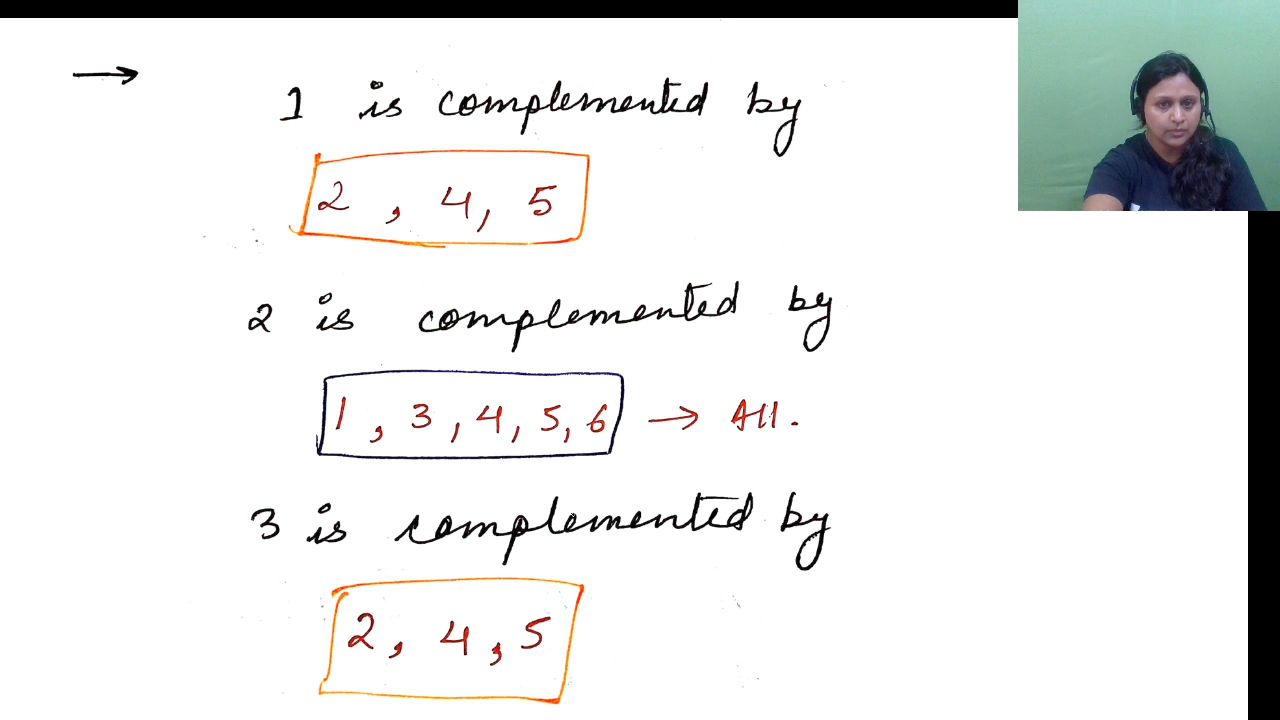 → 1 is complemented by
2, 4, 5
2 is complemented by
1, 3, 4, 5, 6 → All.
3 is complemented by
2, 4, 5